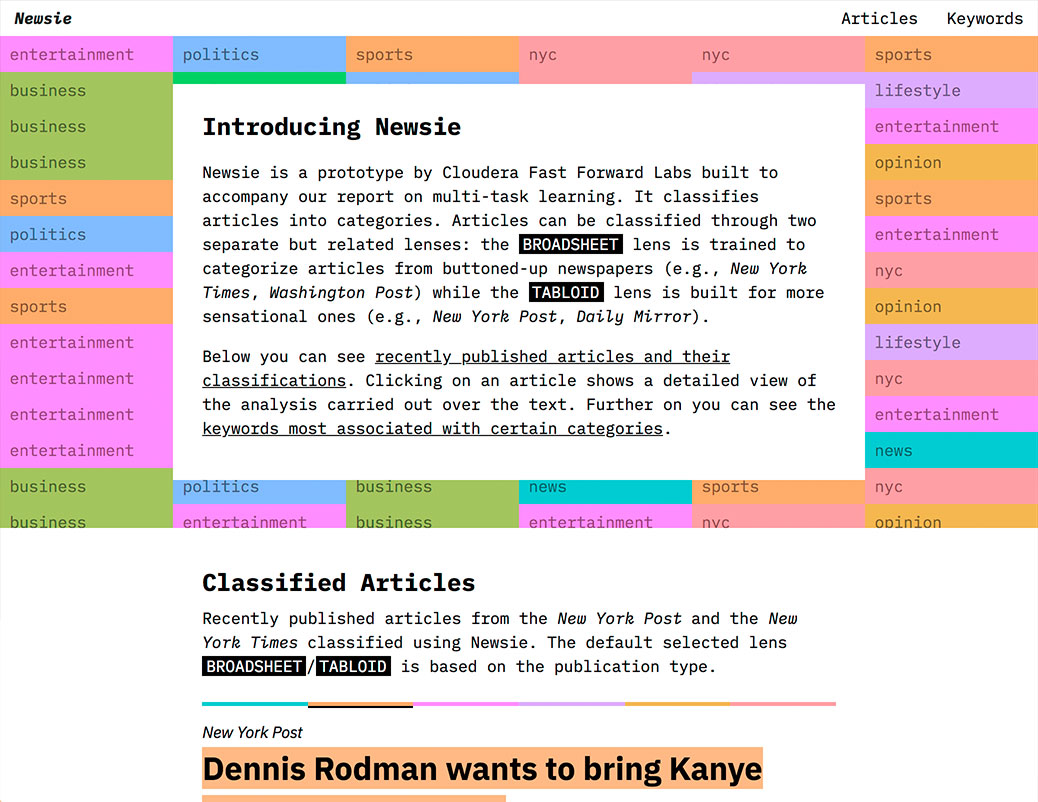 Newsie
Articles Keywords
entertainment politics sports nyc nyc sports
business lifestyle
business entertainment
business opinion
sports sports
politics entertainment
entertainment nyc
sports opinion
entertainment lifestyle
entertainment nyc
entertainment entertainment
entertainment news
business politics business news sports nyc
business entertainment business entertainment nyc opinion
Introducing Newsie
Newsie is a prototype by Cloudera Fast Forward Labs built to
accompany our report on multi-task learning. It classifies
articles into categories. Articles can be classified through two
separate but related lenses: the BROADSHEET lens is trained to
categorize articles from buttoned-up newspapers (e.g., New York
Times, Washington Post) while the TABLOID lens is built for more
sensational ones (e.g., New York Post, Daily Mirror).
Below you can see recently published articles and their
classifications. Clicking on an article shows a detailed view of
the analysis carried out over the text. Further on you can see the
keywords most associated with certain categories.
Classified Articles
Recently published articles from the New York Post and the New
York Times classified using Newsie. The default selected lens
BROADSHEET/TABLOID is based on the publication type.
New York Post
Dennis Rodman wants to bring Kanye